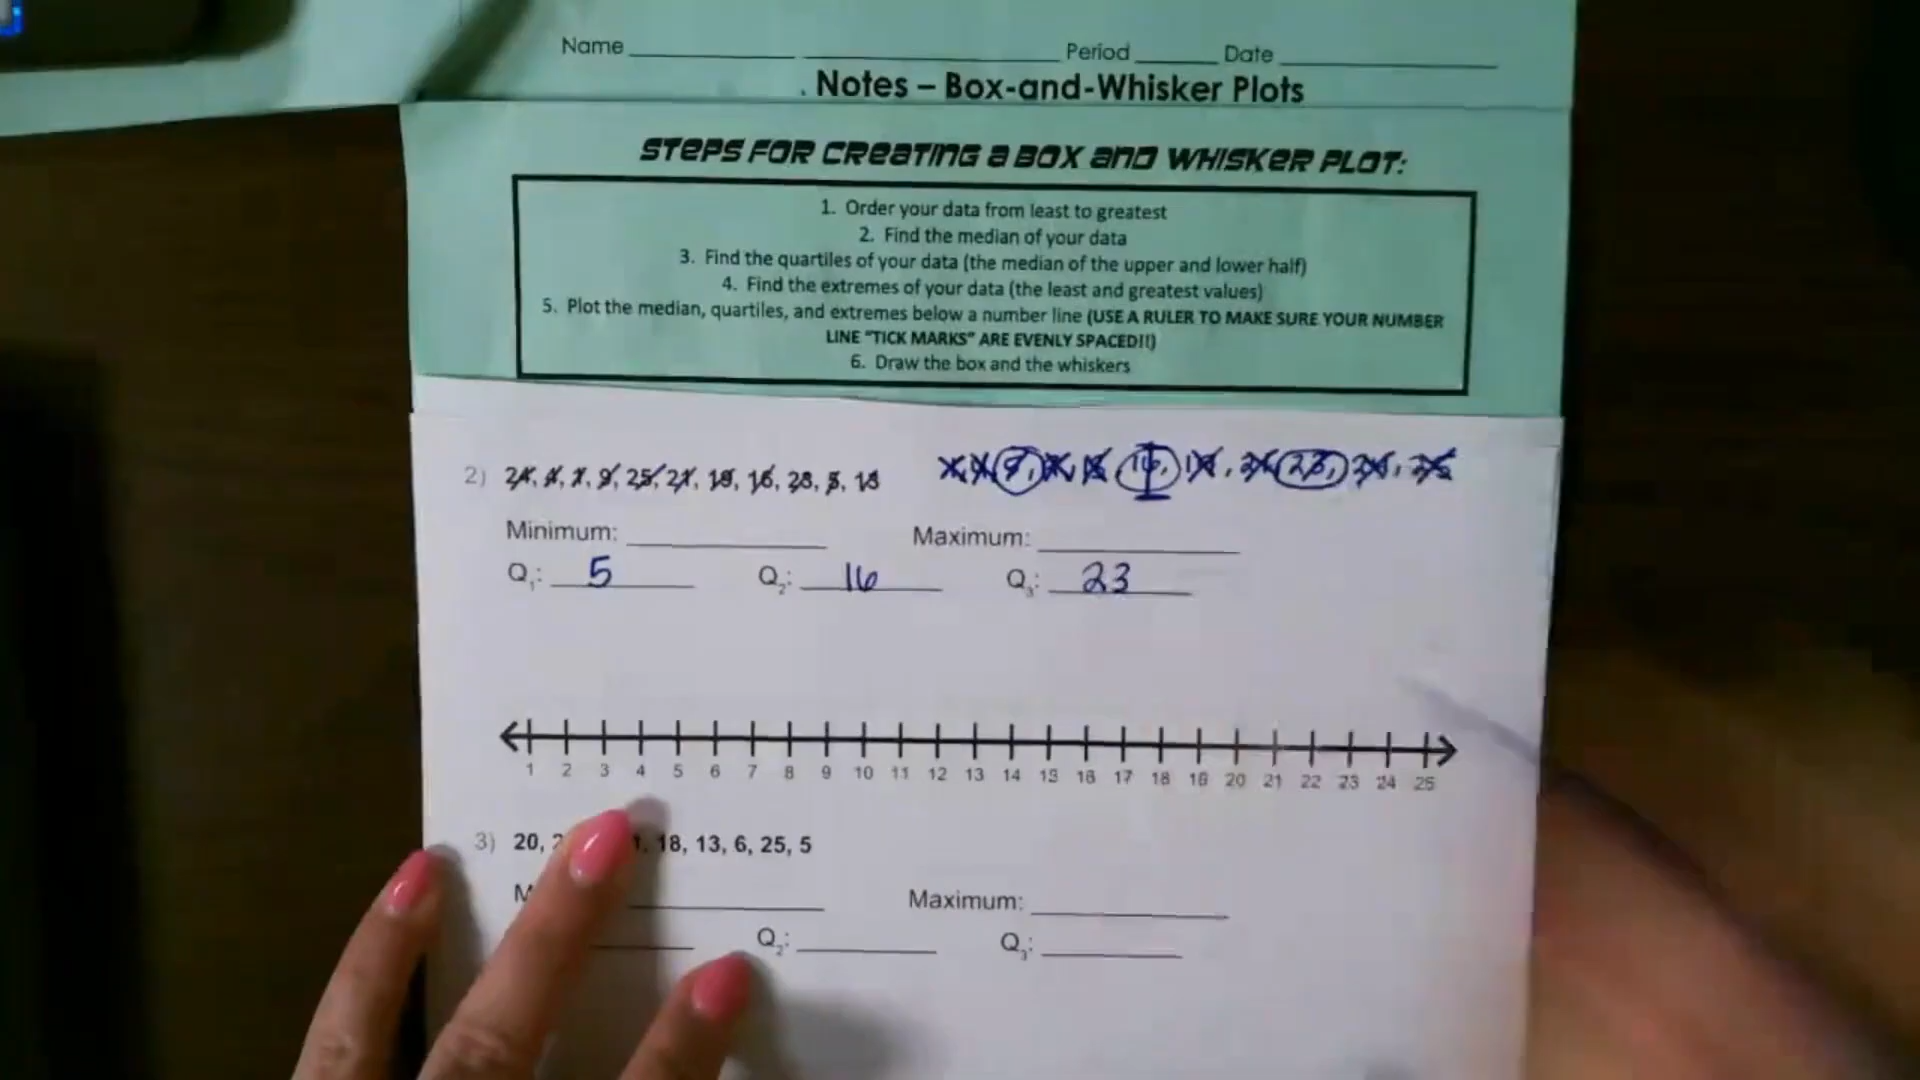 Name Period Date
Notes – Box-and-Whisker Plots
STEPS FOR CREATING A BOX AND WHISKER PLOT:
1. Order your data from least to greatest
2. Find the median of your data
3. Find the quartiles of your data (the median of the upper and lower half)
4. Find the extremes of your data (the least and greatest values)
5. Plot the median, quartiles, and extremes below a number line (USE A RULER TO MAKE SURE YOUR NUMBER
LINE "TICK MARKS" ARE EVENLY SPACED!!)
6. Draw the box and the whiskers
2)
Minimum: Maximum:
Q1: 5 Q2: 16 Q3: 23
1 2 3 4 5 6 7 8 9 10 11 12 13 14 15 16 17 18 19 20 21 22 23 24 25
3) 20, 18, 13, 6, 25, 5
Maximum:
Q2: Q3: